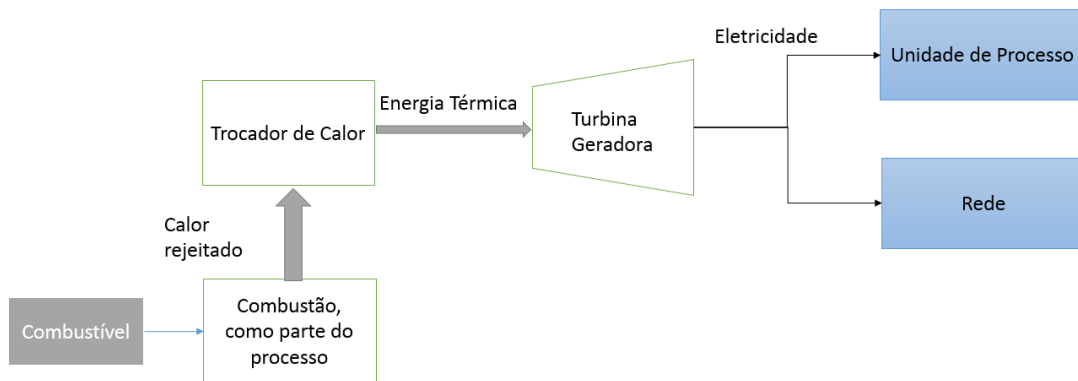 Eletricidade
Unidade de Processo
Energia Térmica
Trocador de Calor
Turbina
Geradora
Rede
Calor
rejeitado
Combustível
Combustão,
como parte do
processo